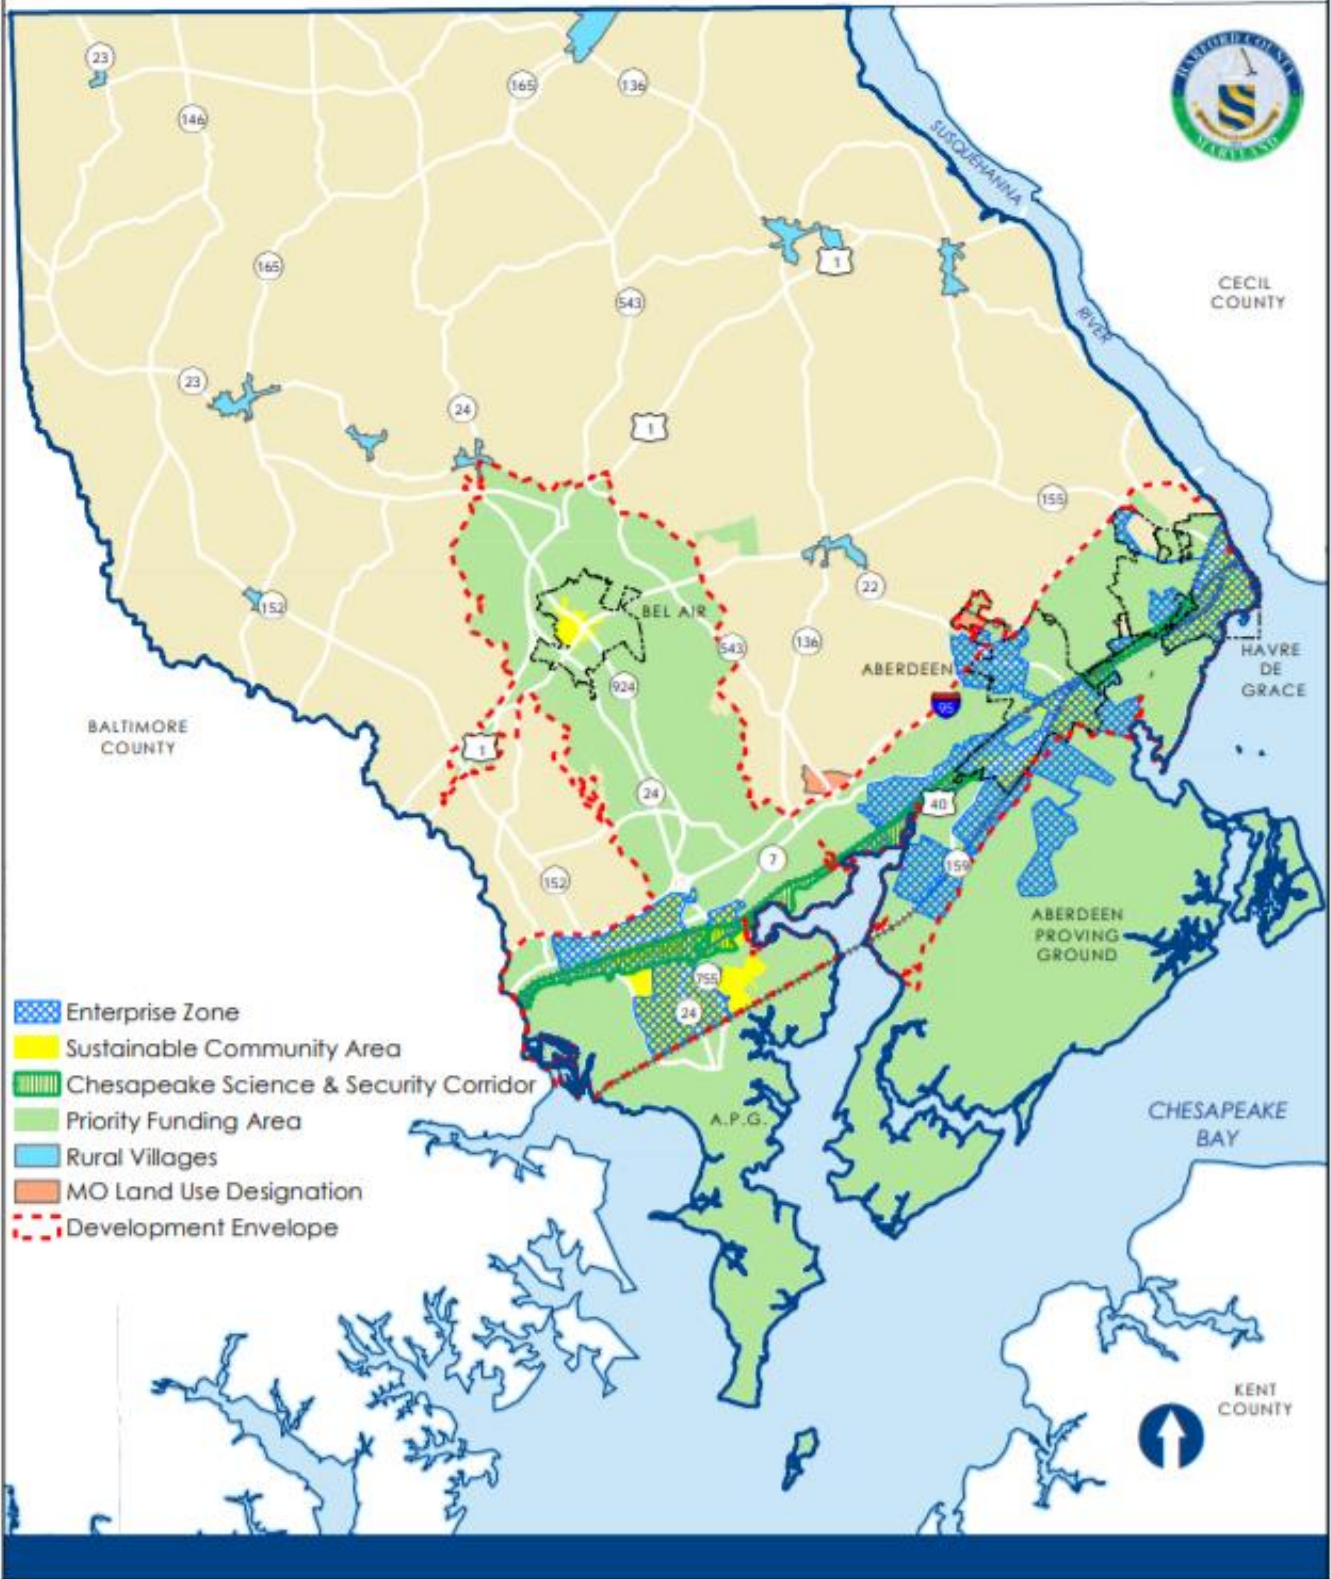 HARFORD COUNTY
MARYLAND
23
165
136
146
SUSQUEHANNA
RIVER
165
1
CECIL
COUNTY
543
23
24
1
155
22
152
BEL AIR
543
136
ABERDEEN
HAVRE
DE
GRACE
924
95
BALTIMORE
COUNTY
1
24
40
7
159
152
ABERDEEN
PROVING
GROUND
755
24
Enterprise Zone
Sustainable Community Area
Chesapeake Science & Security Corridor
Priority Funding Area
Rural Villages
MO Land Use Designation
Development Envelope
A.P.G.
CHESAPEAKE
BAY
KENT
COUNTY